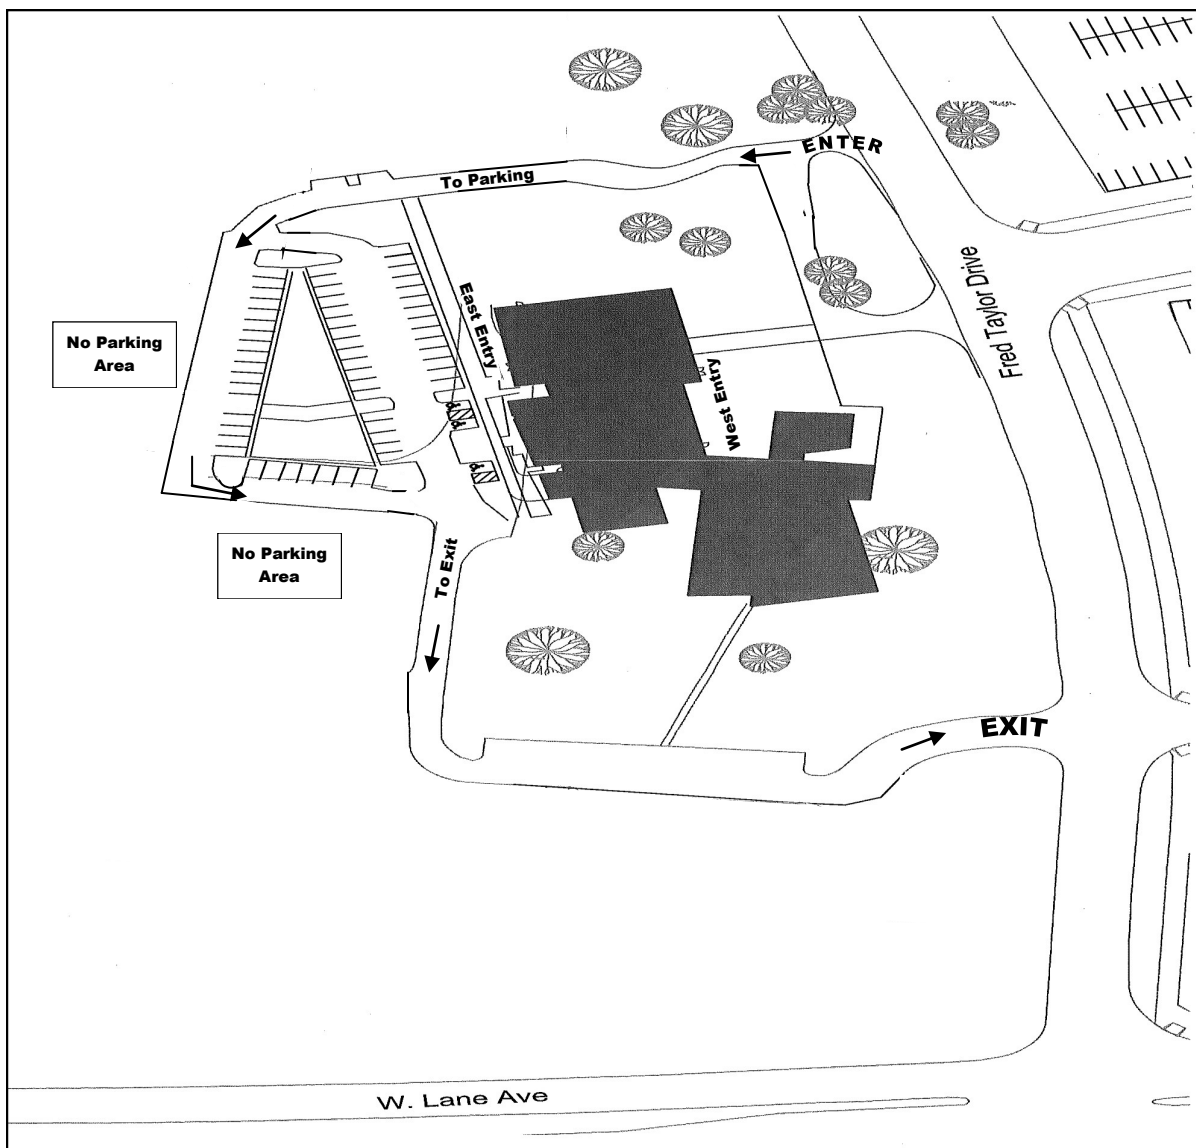 ENTER
To Parking
Fred Taylor Drive
East Entry
No Parking
Area
West Entry
No Parking
Area
To Exit
EXIT
W. Lane Ave